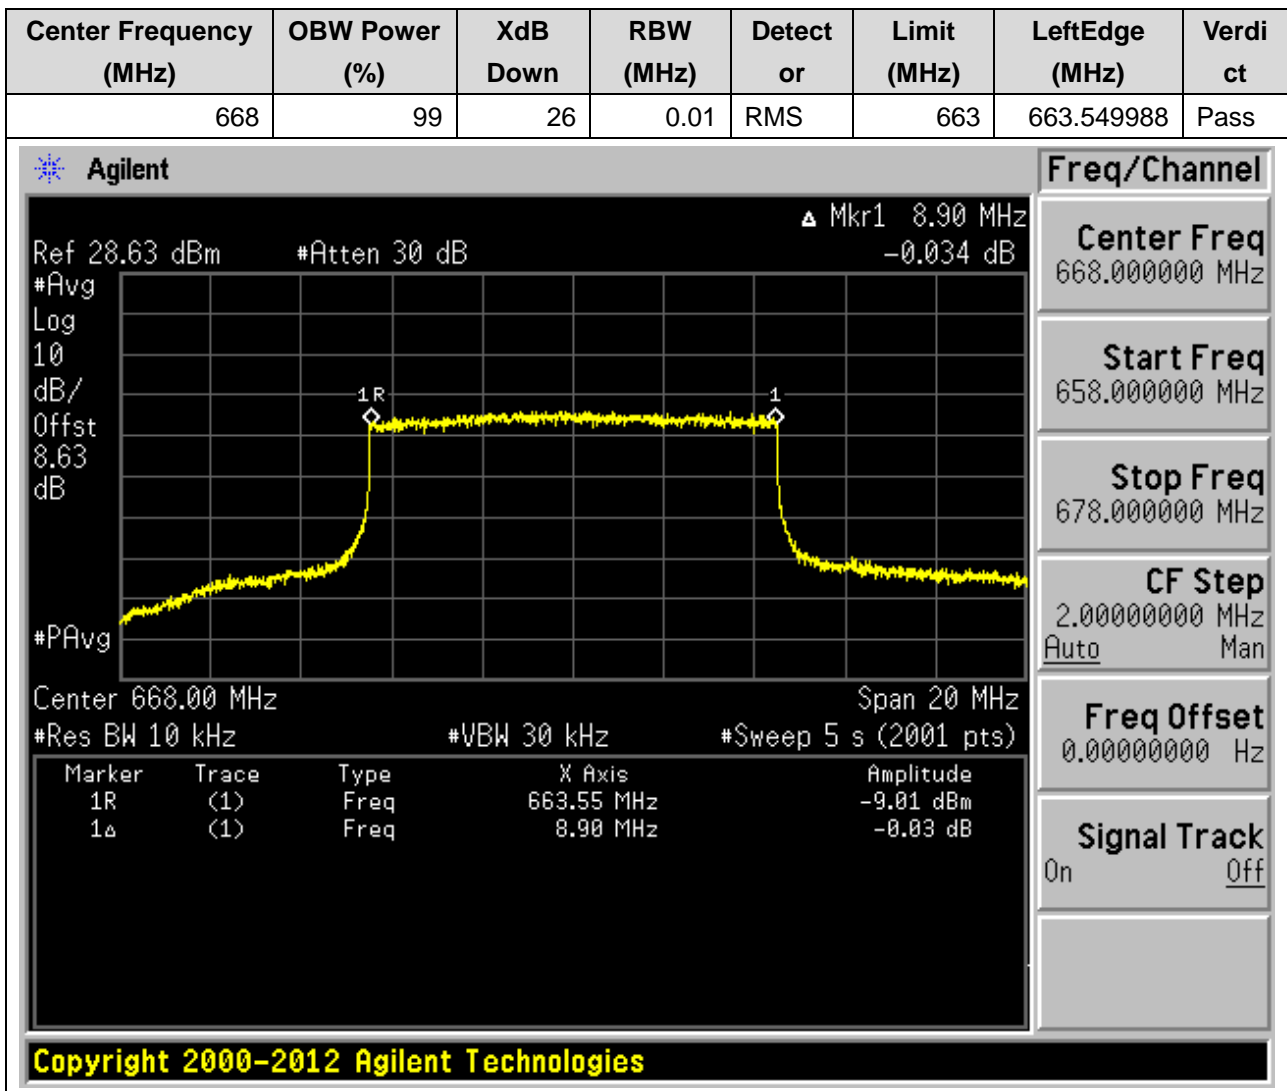 Center Frequency (MHz) OBW Power (%) XdB Down RBW (MHz) Detect or Limit (MHz) LeftEdge (MHz) Verdi ct
668 99 26 0.01 RMS 663 663.549988 Pass
Agilent
Freq/Channel
Δ Mkr1 8.90 MHz
Ref 28.63 dBm #Atten 30 dB -0.034 dB
#Avg
Log
10
dB/
Offst
8.63
dB
1R 1
#PAvg
Center 668.00 MHz Span 20 MHz
#Res BW 10 kHz #VBW 30 kHz #Sweep 5 s (2001 pts)
Marker Trace Type X Axis Amplitude
1R (1) Freq 663.55 MHz -9.01 dBm
1Δ (1) Freq 8.90 MHz -0.03 dB
Center Freq
668.000000 MHz
Start Freq
658.000000 MHz
Stop Freq
678.000000 MHz
CF Step
2.00000000 MHz
Auto Man
Freq Offset
0.00000000 Hz
Signal Track
On Off
Copyright 2000-2012 Agilent Technologies